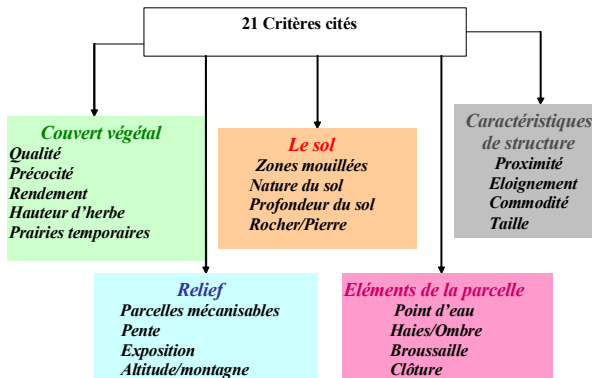 21 Critères cités
Couvert végétal
Qualité
Précocité
Rendement
Hauteur d'herbe
Prairies temporaires
Le sol
Zones mouillées
Nature du sol
Profondeur du sol
Rocher/Pierre
Caractéristiques
de structure
Proximité
Eloignement
Commodité
Taille
Relief
Parcelles mécanisables
Pente
Exposition
Altitude/montagne
Eléments de la parcelle
Point d'eau
Haies/Ombre
Broussaille
Clôture